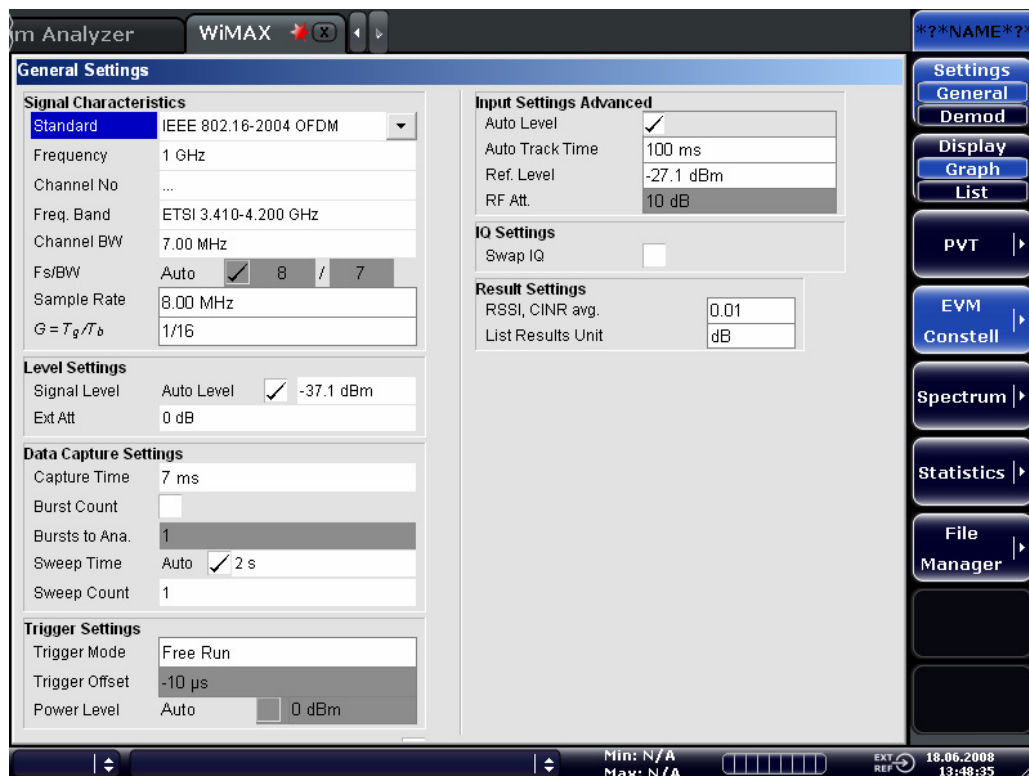 m Analyzer
WiMAX
x
*?*NAME*?*
General Settings
Signal Characteristics
Standard IEEE 802.16-2004 OFDM
Frequency 1 GHz
Channel No ...
Freq. Band ETSI 3.410-4.200 GHz
Channel BW 7.00 MHz
Fs/BW Auto 8 / 7
Sample Rate 8.00 MHz
G = Tg/Tb 1/16
Level Settings
Signal Level Auto Level -37.1 dBm
Ext Att 0 dB
Data Capture Settings
Capture Time 7 ms
Burst Count
Bursts to Ana. 1
Sweep Time Auto 2 s
Sweep Count 1
Trigger Settings
Trigger Mode Free Run
Trigger Offset -10 µs
Power Level Auto 0 dBm
Input Settings Advanced
Auto Level
Auto Track Time 100 ms
Ref. Level -27.1 dBm
RF Att. 10 dB
IQ Settings
Swap IQ
Result Settings
RSSI, CINR avg. 0.01
List Results Unit dB
Settings
General
Demod
Display
Graph
List
PVT
EVM
Constell
Spectrum
Statistics
File
Manager
Min: N/A
Max: N/A
EXT
REF
18.06.2008
13:48:35